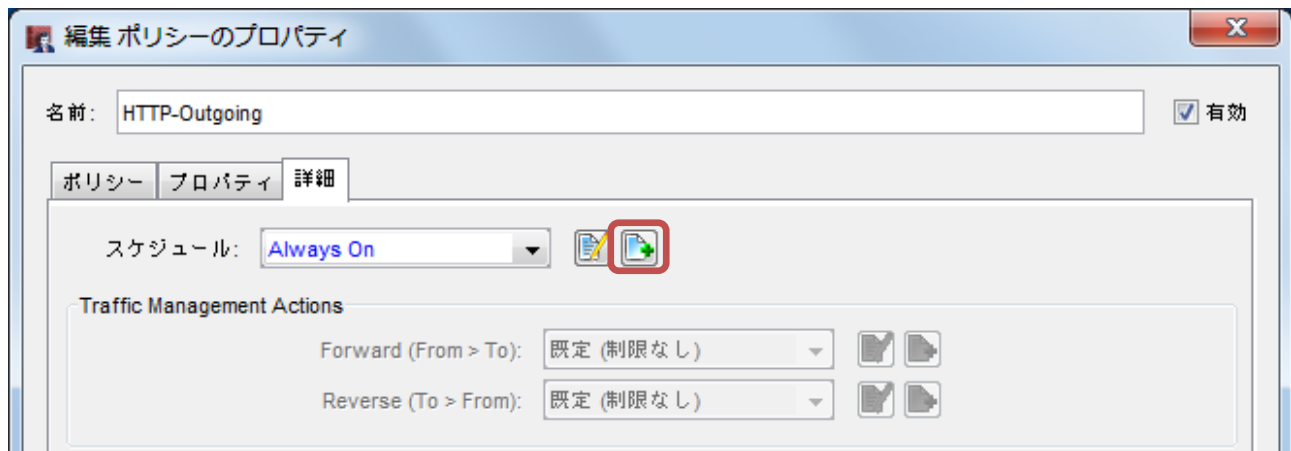 編集 ポリシーのプロパティ
名前: HTTP-Outgoing 有効
ポリシー プロパティ 詳細
スケジュール: Always On
Traffic Management Actions
Forward (From > To): 既定 (制限なし)
Reverse (To > From): 既定 (制限なし)